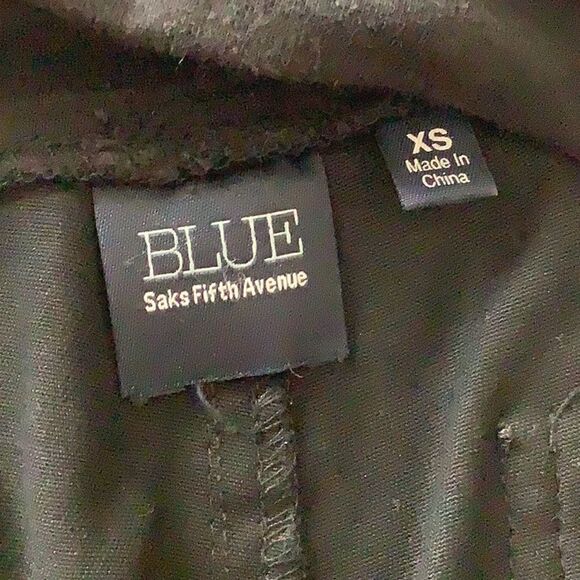 BLUE
Saks Fifth Avenue
XS
Made In
China